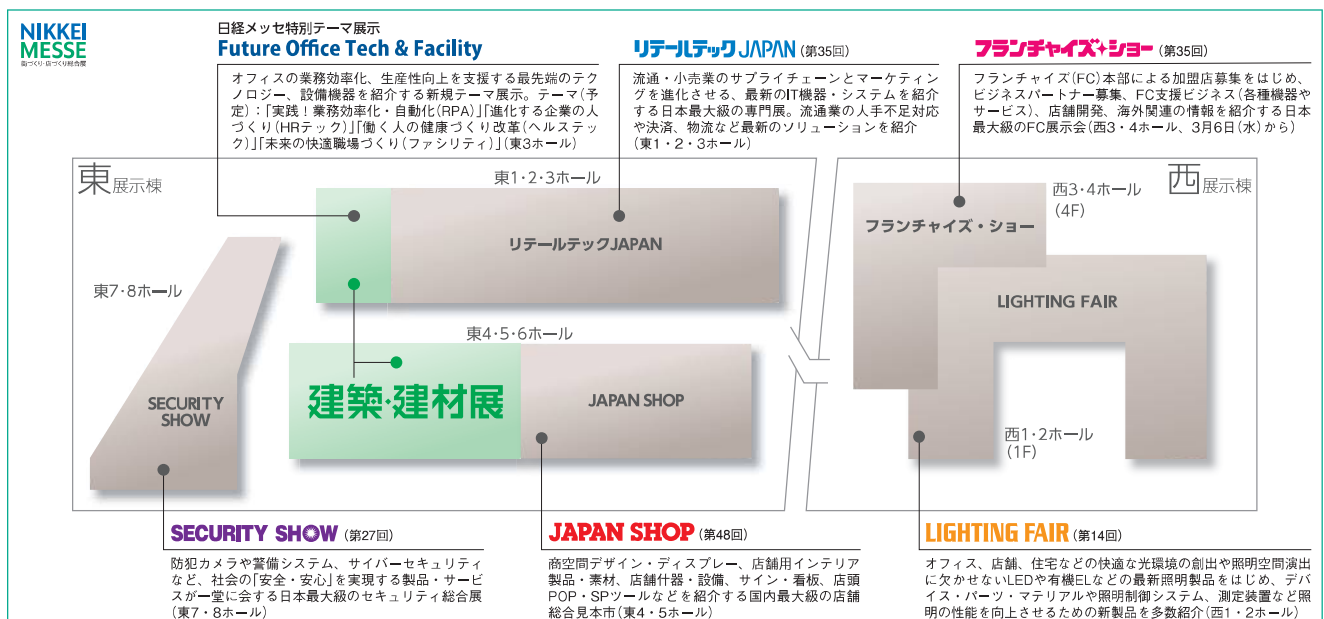 NIKKEI
MESSE
街づくり・店づくり総合展
日経メッセ特別テーマ展示
Future Office Tech & Facility
オフィスの業務効率化、生産性向上を支援する最先端のテク
ノロジー、設備機器を紹介する新規テーマ展示。テーマ(予
定):「実践!業務効率化・自動化(RPA)」「進化する企業の人
づくり(HRテック)」「働く人の健康づくり改革(ヘルステッ
ク)」「未来の快適職場づくり(ファシリティ)」(東3ホール)
リテールテックJAPAN (第35回)
流通・小売業のサプライチェーンとマーケティン
グを進化させる、最新のIT機器・システムを紹介
する日本最大級の専門展。流通業の人手不足対応
や決済、物流など最新のソリューションを紹介
(東1・2・3ホール)
フランチャイズ・ショー (第35回)
フランチャイズ(FC)本部による加盟店募集をはじめ、
ビジネスパートナー募集、FC支援ビジネス(各種機器や
サービス)、店舗開発、海外関連の情報を紹介する日本
最大級のFC展示会(西3・4ホール、3月6日(水)から)
東 展示棟
東1・2・3ホール
リテールテックJAPAN
東7・8ホール
SECURITY
SHOW
東4・5・6ホール
建築・建材展
JAPAN SHOP
西 展示棟
西3・4ホール
(4F)
フランチャイズ・ショー
LIGHTING FAIR
西1・2ホール
(1F)
SECURITY SHOW (第27回)
防犯カメラや警備システム、サイバーセキュリティ
など、社会の「安全・安心」を実現する製品・サービ
スが一堂に会する日本最大級のセキュリティ総合展
(東7・8ホール)
JAPAN SHOP (第48回)
商空間デザイン・ディスプレー、店舗用インテリア
製品・素材、店舗什器・設備、サイン・看板、店頭
POP・SPツールなどを紹介する国内最大級の店舗
総合見本市(東4・5ホール)
LIGHTING FAIR (第14回)
オフィス、店舗、住宅などの快適な光環境の創出や照明空間演出
に欠かせないLEDや有機ELなどの最新照明製品をはじめ、デバ
イス・パーツ・マテリアルや照明制御システム、測定装置など照
明の性能を向上させるための新製品を多数紹介(西1・2ホール)